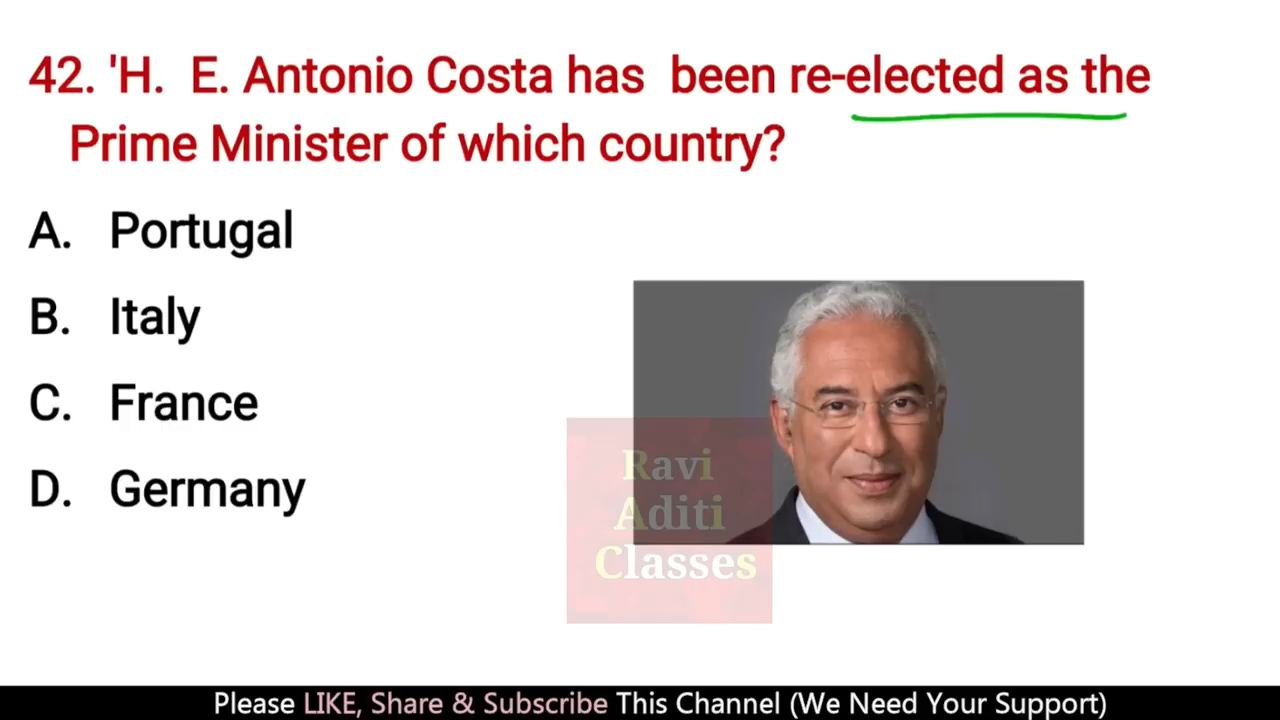 42. 'H. E. Antonio Costa has been re-elected as the
Prime Minister of which country?
A. Portugal
B. Italy
C. France
D. Germany
Ravi
Aditi
Classes
Please LIKE, Share & Subscribe This Channel (We Need Your Support)